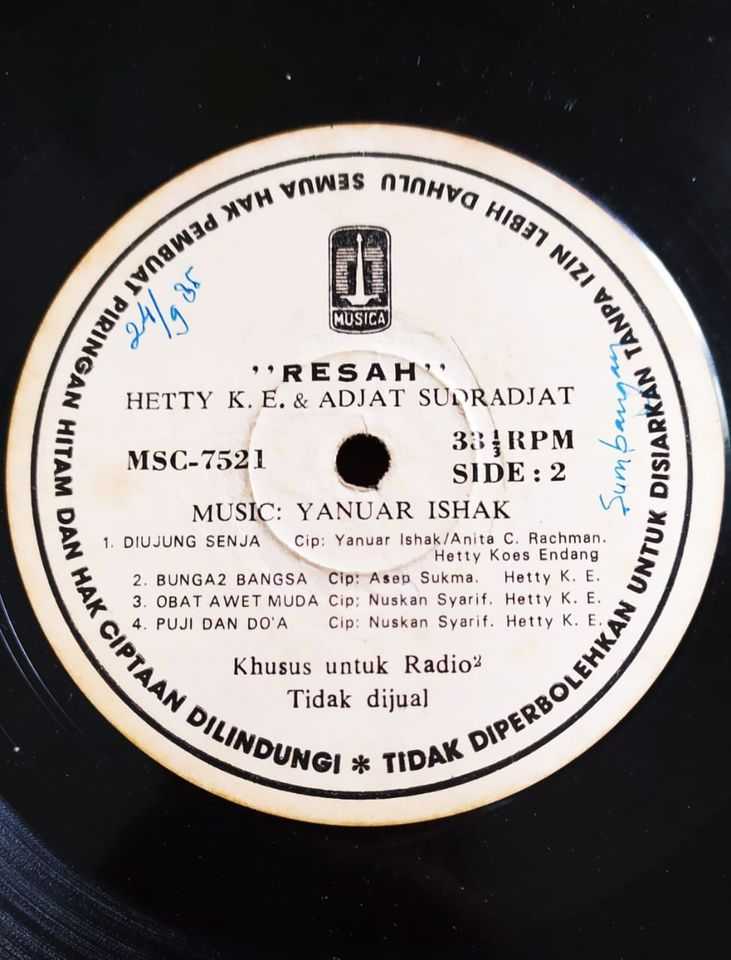 SEMUA HAK PEMBUAT PIRINGAN HITAM DAN HAK CIPTAAN DILINDUNGI * TIDAK DIPERBOLEHKAN UNTUK DISIARKAN TANPA IZIN LEBIH DAHULU
MUSICA
24/9 85
Sumbangan
''RESAH''
HETTY K. E. & ADJAT SUDRADJAT
MSC-7521
33⅓ RPM
SIDE : 2
MUSIC: YANUAR ISHAK
1. DIUJUNG SENJA Cip: Yanuar Ishak/Anita C. Rachman.
Hetty Koes Endang
2. BUNGA2 BANGSA Cip: Asep Sukma. Hetty K. E.
3. OBAT AWET MUDA Cip: Nuskan Syarif. Hetty K. E.
4. PUJI DAN DO'A Cip: Nuskan Syarif. Hetty K. E.
Khusus untuk Radio²
Tidak dijual